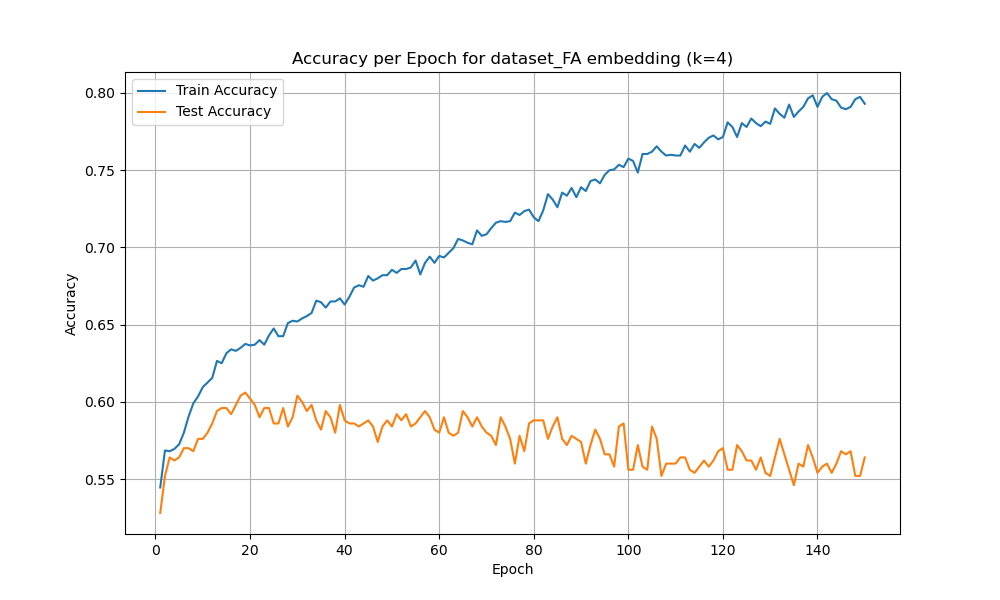 Accuracy per Epoch for dataset_FA embedding (k=4)
Train Accuracy
Test Accuracy
0.80
0.75
0.70
0.65
0.60
0.55
Accuracy
0 20 40 60 80 100 120 140
Epoch